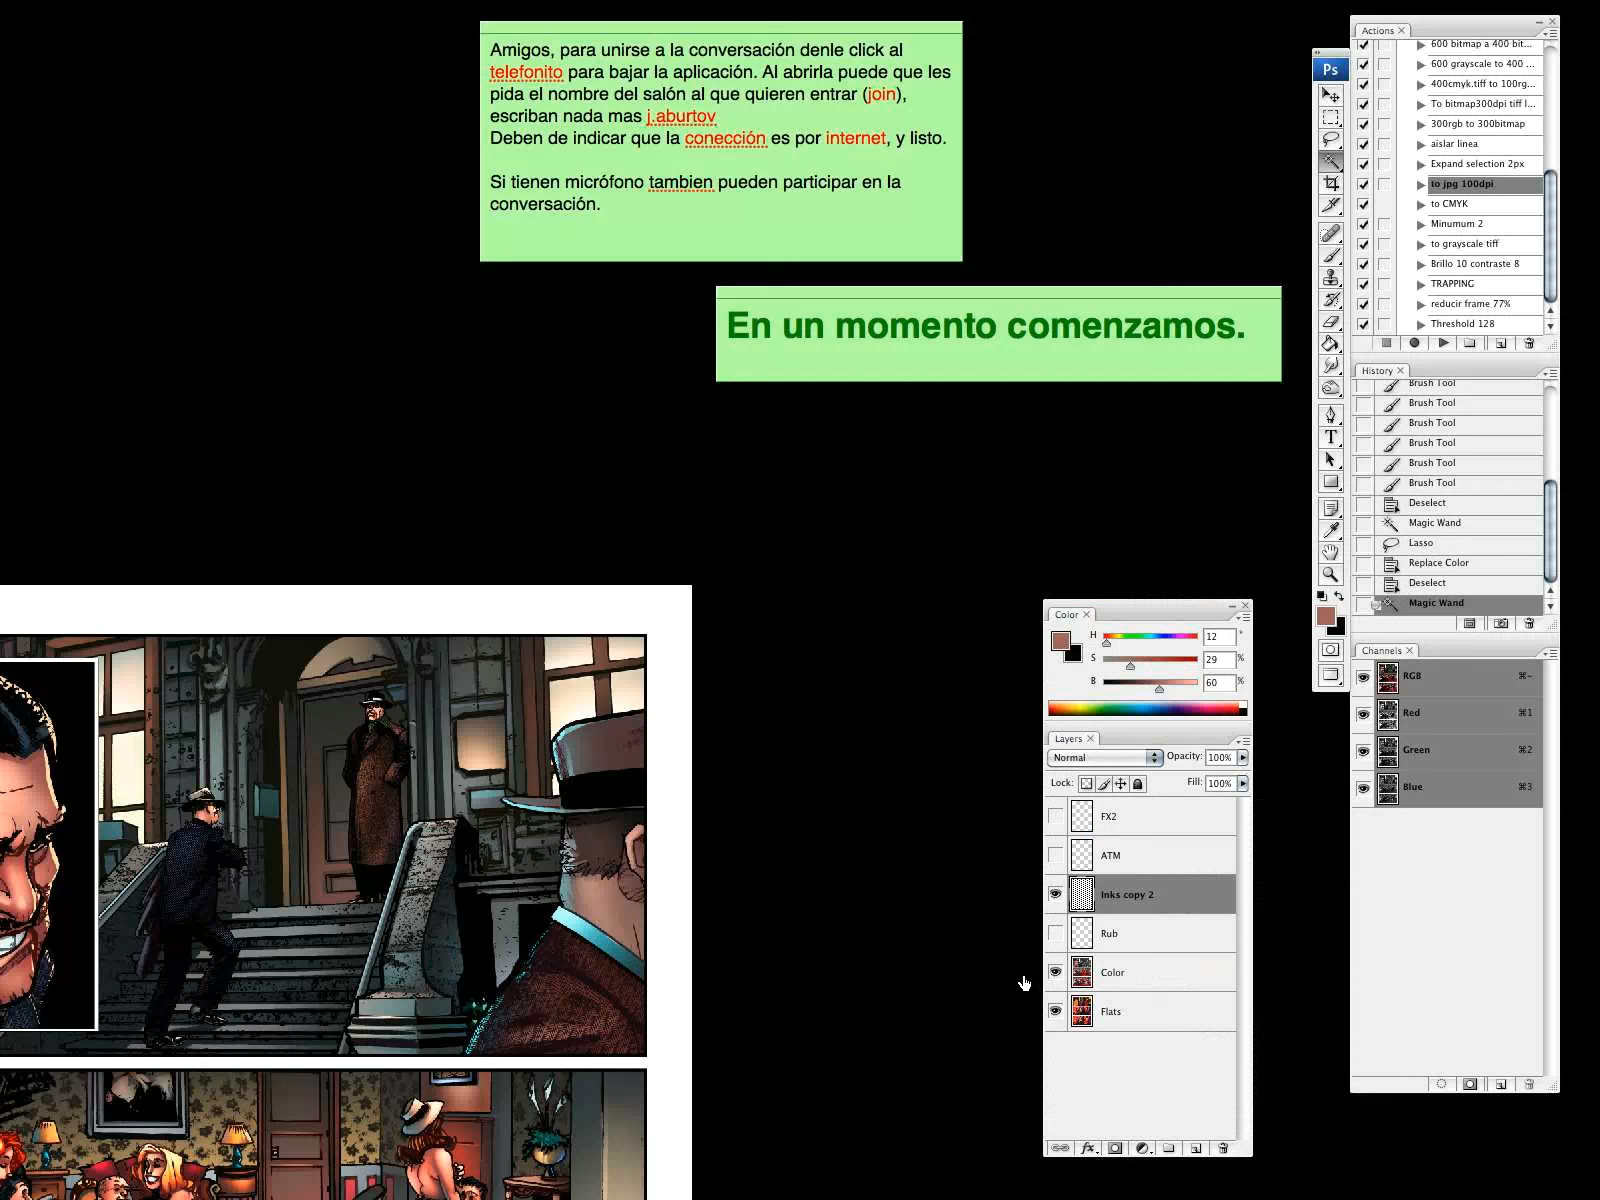 Amigos, para unirse a la conversación denle click al
telefonito para bajar la aplicación. Al abrirla puede que les
pida el nombre del salón al que quieren entrar (join),
escriban nada mas j.aburtov
Deben de indicar que la conección es por internet, y listo.
Si tienen micrófono tambien pueden participar en la
conversación.
En un momento comenzamos.
Ps
Actions
600 bitmap a 400 bit...
600 grayscale to 400 ...
400cmyk.tiff to 100rg...
To bitmap300dpi tiff l...
300rgb to 300bitmap
aislar linea
Expand selection 2px
to jpg 100dpi
to CMYK
Minumum 2
to grayscale tiff
Brillo 10 contraste 8
TRAPPING
reducir frame 77%
Threshold 128
History
Brush Tool
Brush Tool
Brush Tool
Brush Tool
Brush Tool
Brush Tool
Deselect
Magic Wand
Lasso
Replace Color
Deselect
Magic Wand
Channels
RGB ⌘~
Red ⌘1
Green ⌘2
Blue ⌘3
Color
H 12 °
S 29 %
B 60 %
Layers
Normal Opacity: 100%
Lock: Fill: 100%
FX2
ATM
Inks copy 2
Rub
Color
Flats